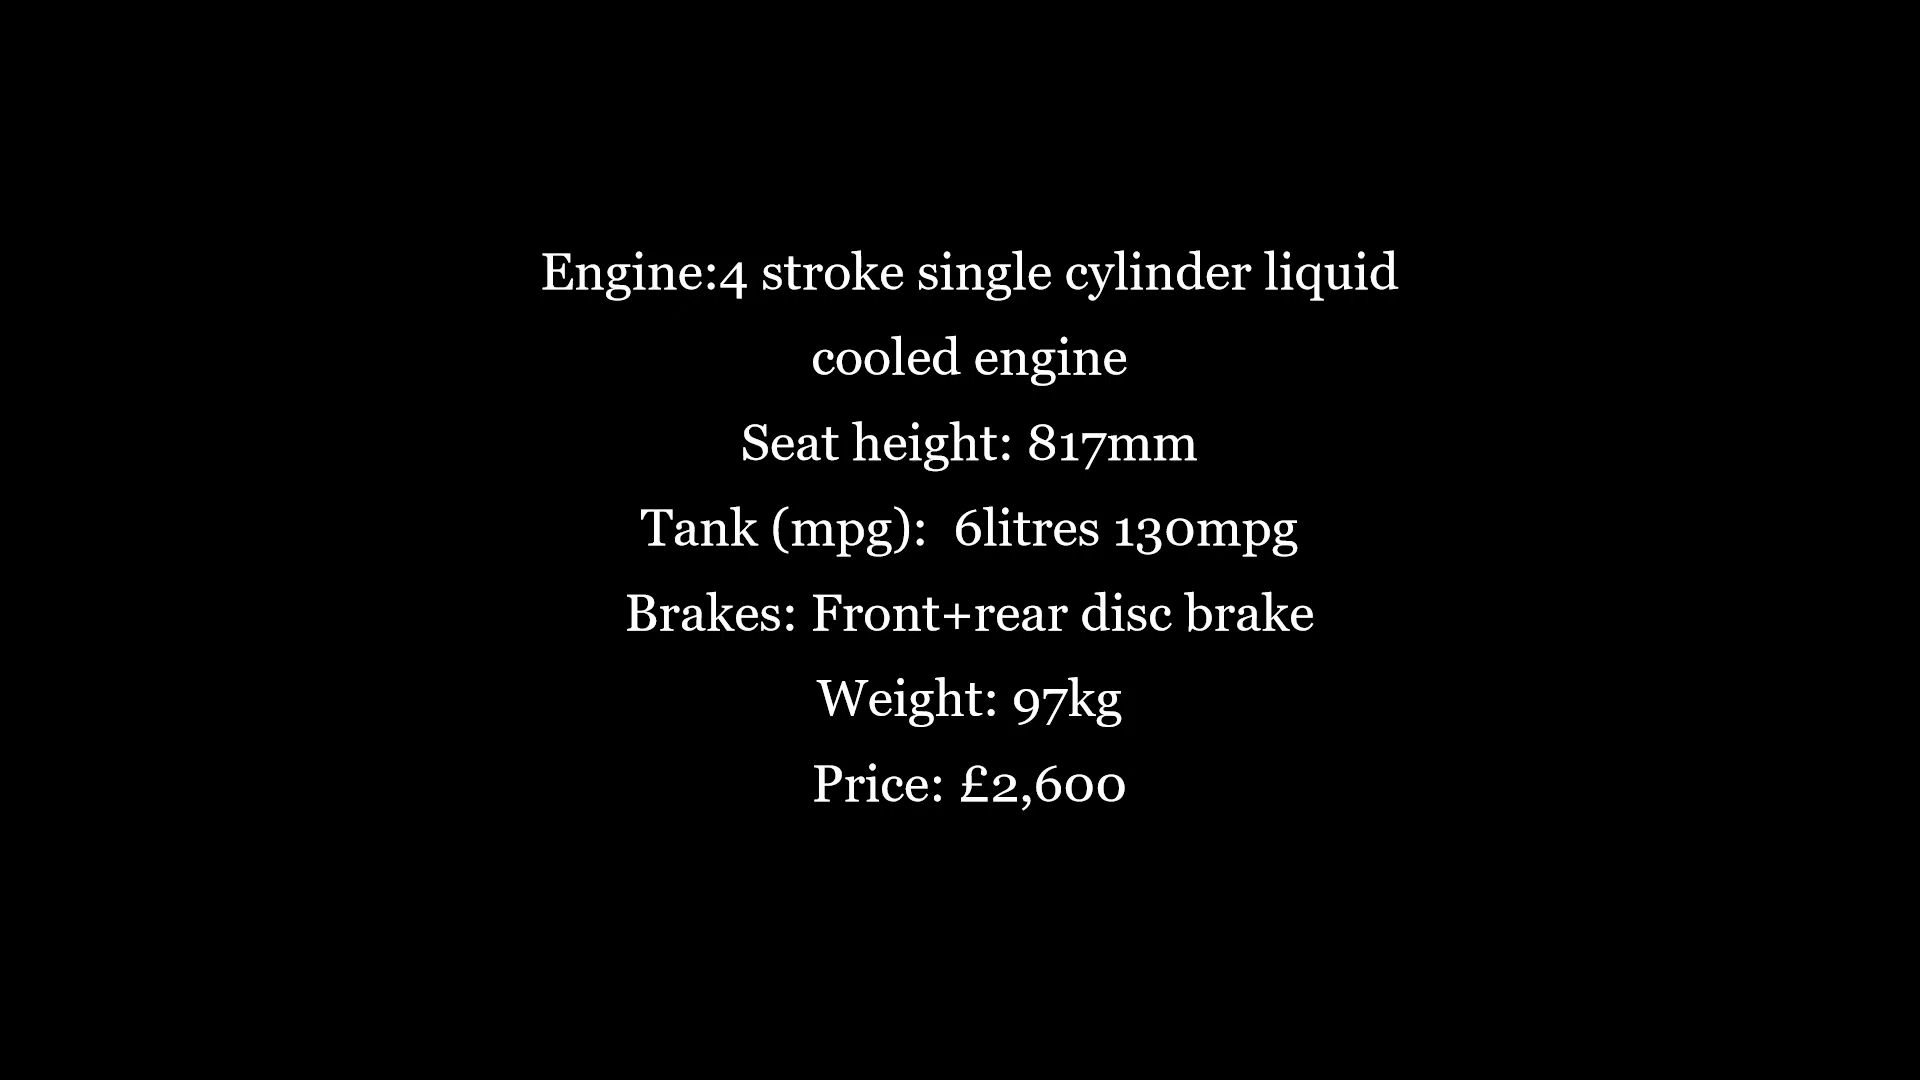 Engine:4 stroke single cylinder liquid
cooled engine
Seat height: 817mm
Tank (mpg):  6litres 130mpg
Brakes: Front+rear disc brake
Weight: 97kg
Price: £2,600